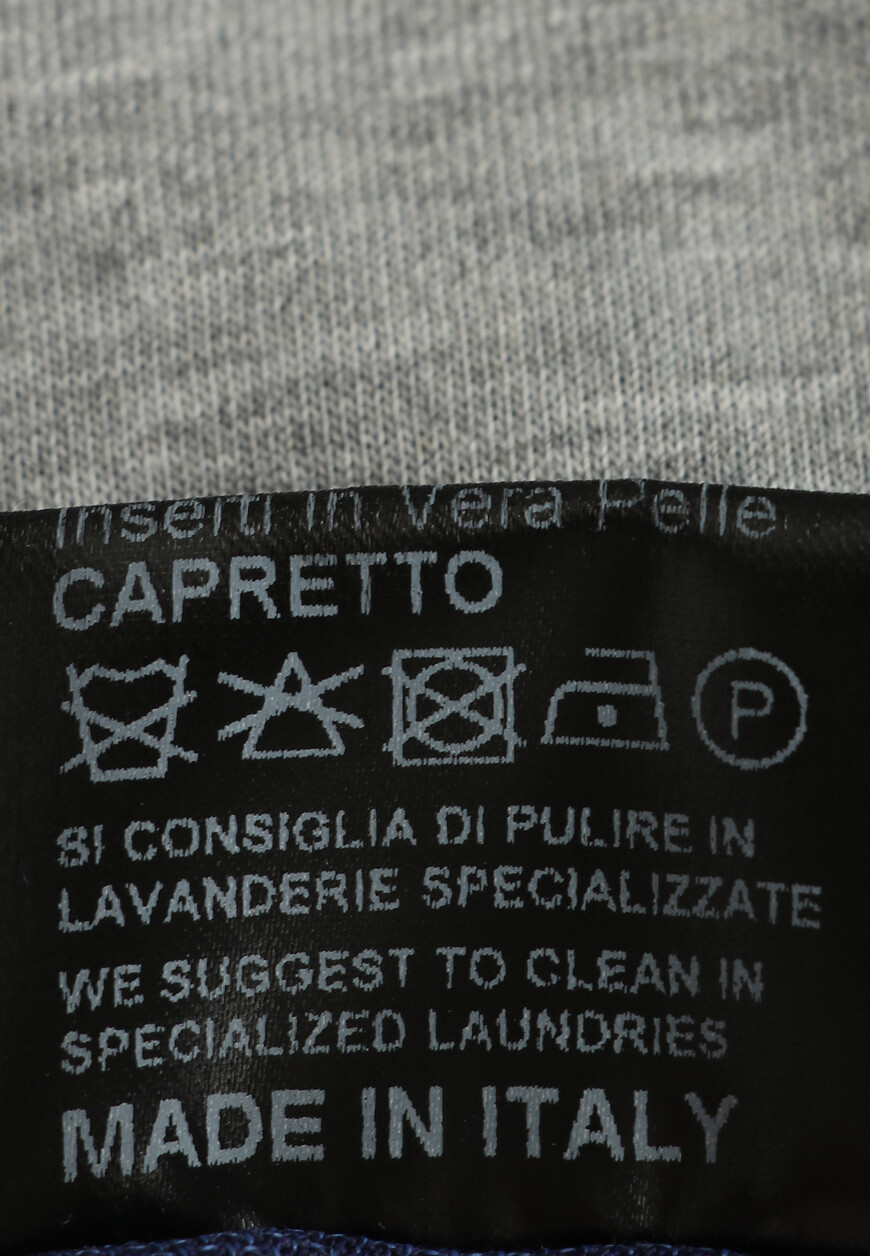 Inserti in Vera Pelle
CAPRETTO
P
SI CONSIGLIA DI PULIRE IN
LAVANDERIE SPECIALIZZATE
WE SUGGEST TO CLEAN IN
SPECIALIZED LAUNDRIES
MADE IN ITALY